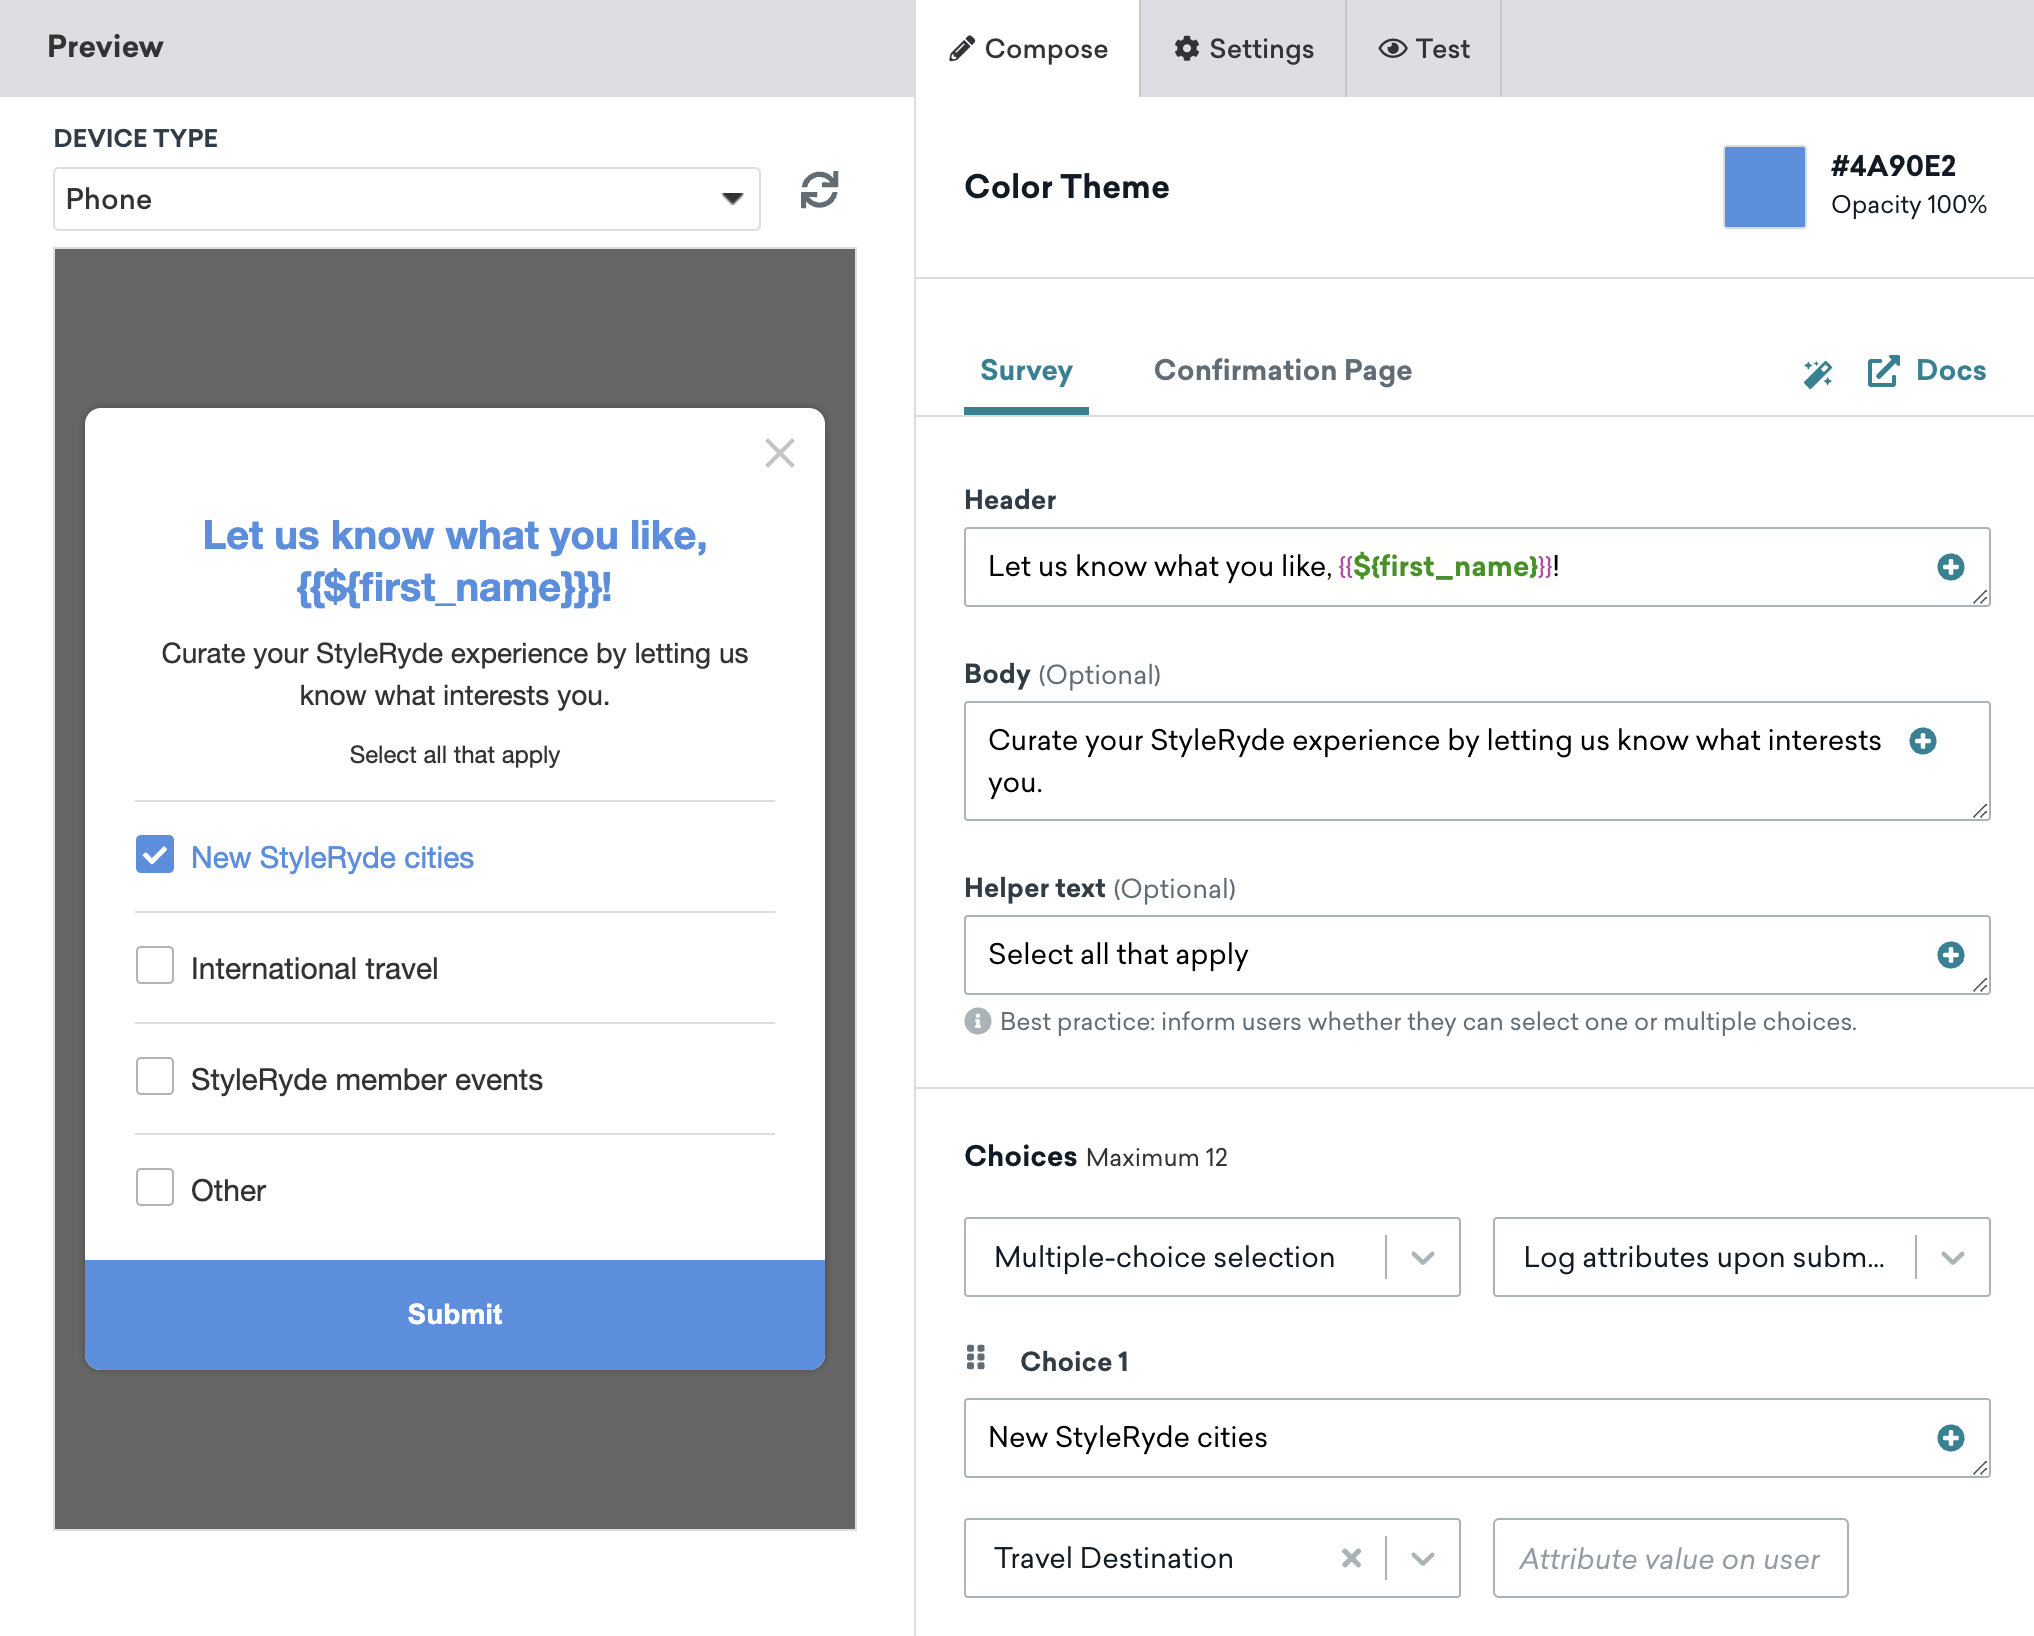 Preview
DEVICE TYPE
Phone
Let us know what you like,
{{${first_name}}}!
Curate your StyleRyde experience by letting us
know what interests you.
Select all that apply
New StyleRyde cities
International travel
StyleRyde member events
Other
Submit
Compose
Settings
Test
Color Theme
#4A90E2
Opacity 100%
Survey
Confirmation Page
Docs
Header
Let us know what you like, {{${first_name}}}!
Body (Optional)
Curate your StyleRyde experience by letting us know what interests
you.
Helper text (Optional)
Select all that apply
Best practice: inform users whether they can select one or multiple choices.
Choices Maximum 12
Multiple-choice selection
Log attributes upon subm...
Choice 1
New StyleRyde cities
Travel Destination
Attribute value on user